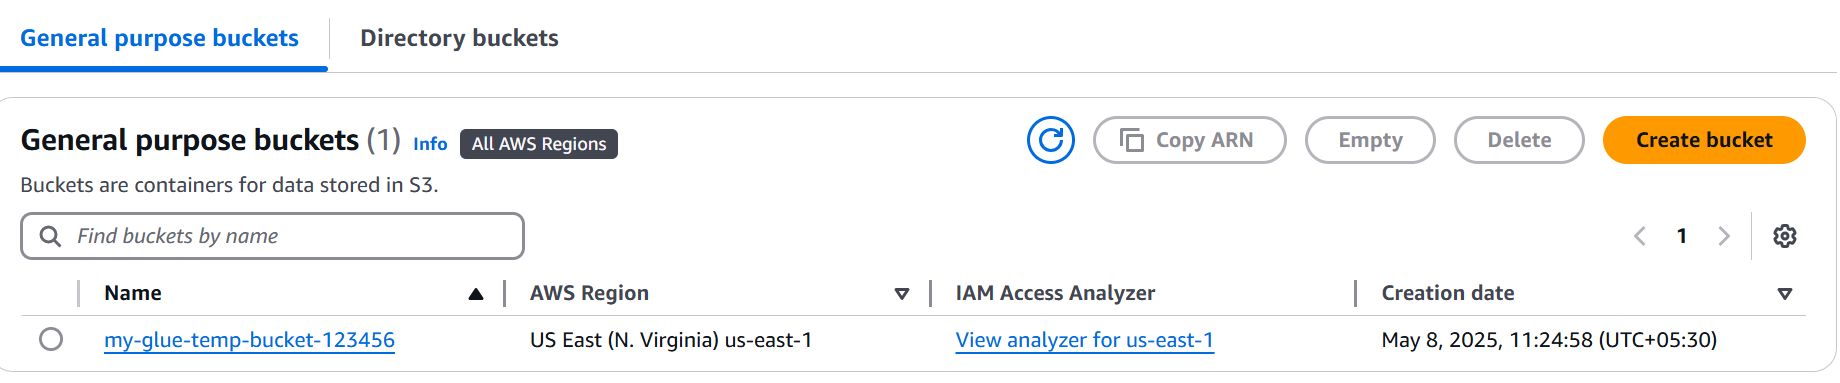 General purpose buckets
Directory buckets
General purpose buckets (1) Info All AWS Regions
Copy ARN
Empty
Delete
Create bucket
Buckets are containers for data stored in S3.
Find buckets by name
1
Name AWS Region IAM Access Analyzer Creation date
my-glue-temp-bucket-123456 US East (N. Virginia) us-east-1 View analyzer for us-east-1 May 8, 2025, 11:24:58 (UTC+05:30)